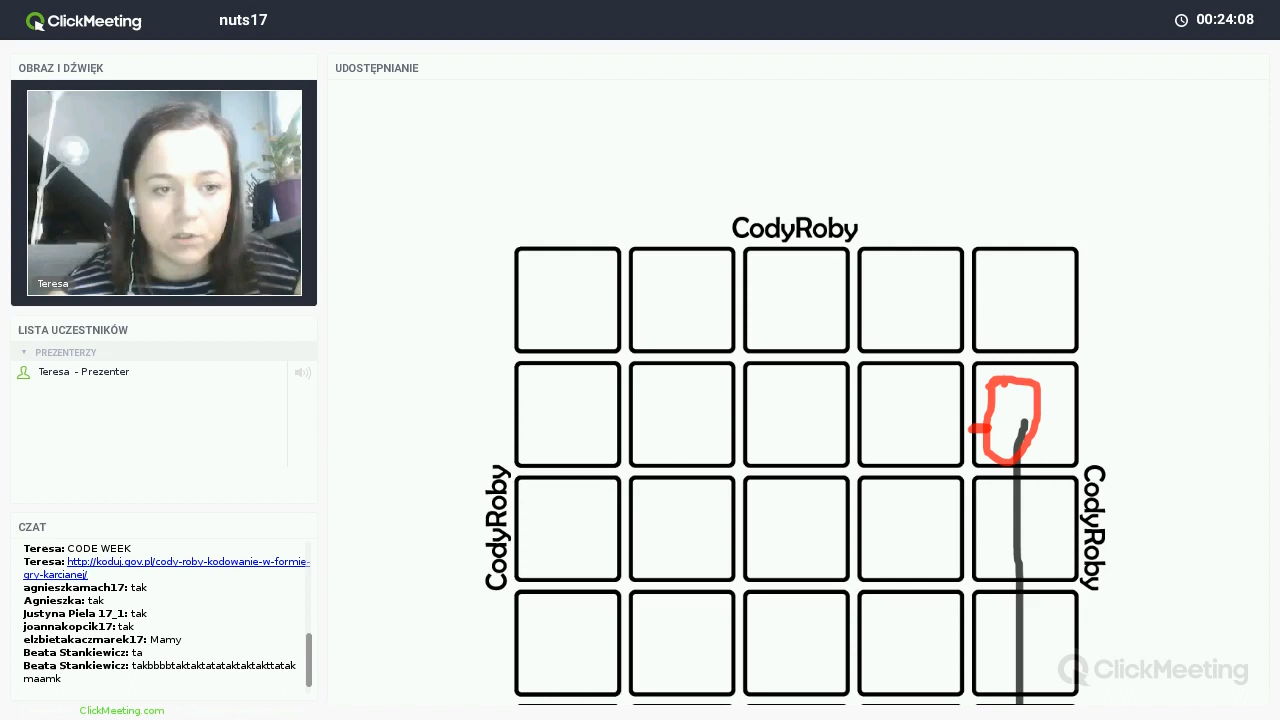 ClickMeeting
nuts17
00:24:08
OBRAZ I DŹWIĘK
UDOSTĘPNIANIE
Teresa
LISTA UCZESTNIKÓW
PREZENTERZY
Teresa - Prezenter
CZAT
Teresa: CODE WEEK
Teresa: http://koduj.gov.pl/cody-roby-kodowanie-w-formie-
gry-karcianej/
agnieszkamach17: tak
Agnieszka: tak
Justyna Piela 17_1: tak
joannakopcik17: tak
elzbietakaczmarek17: Mamy
Beata Stankiewicz: ta
Beata Stankiewicz: takbbbbtaktaktatataktaktakttatak
maamk
ClickMeeting.com
CodyRoby
CodyRoby
CodyRoby
ClickMeeting